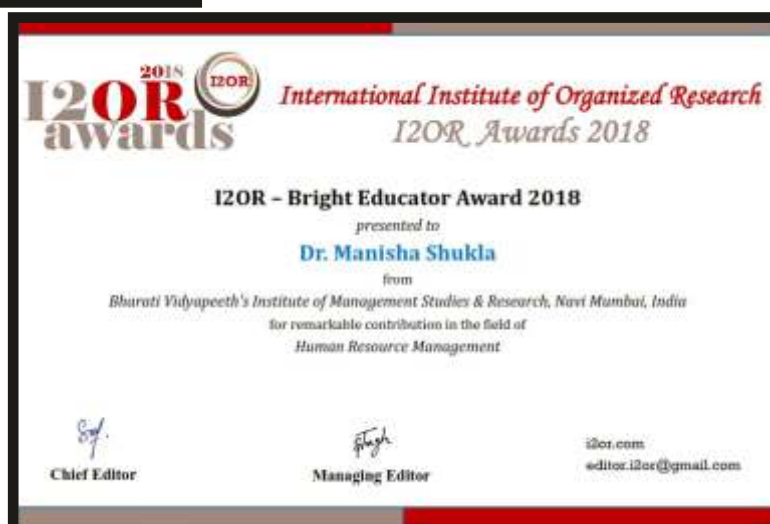 2018
I2OR
awards
I2OR
International Institute of Organized Research
I2OR Awards 2018
I2OR – Bright Educator Award 2018
presented to
Dr. Manisha Shukla
from
Bharati Vidyapeeth's Institute of Management Studies & Research, Navi Mumbai, India
for remarkable contribution in the field of
Human Resource Management
Chief Editor
Managing Editor
i2or.com
editor.i2or@gmail.com